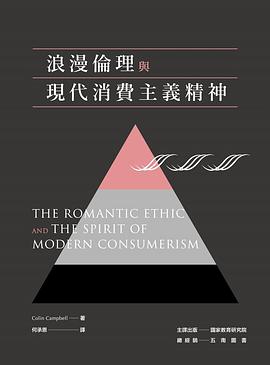 浪漫倫理與
現代消費主義精神
THE ROMANTIC ETHIC
AND THE SPIRIT OF
MODERN CONSUMERISM
Colin Campbell 著
何承恩 譯
主譯出版 國家教育研究院
總經銷 五南圖書